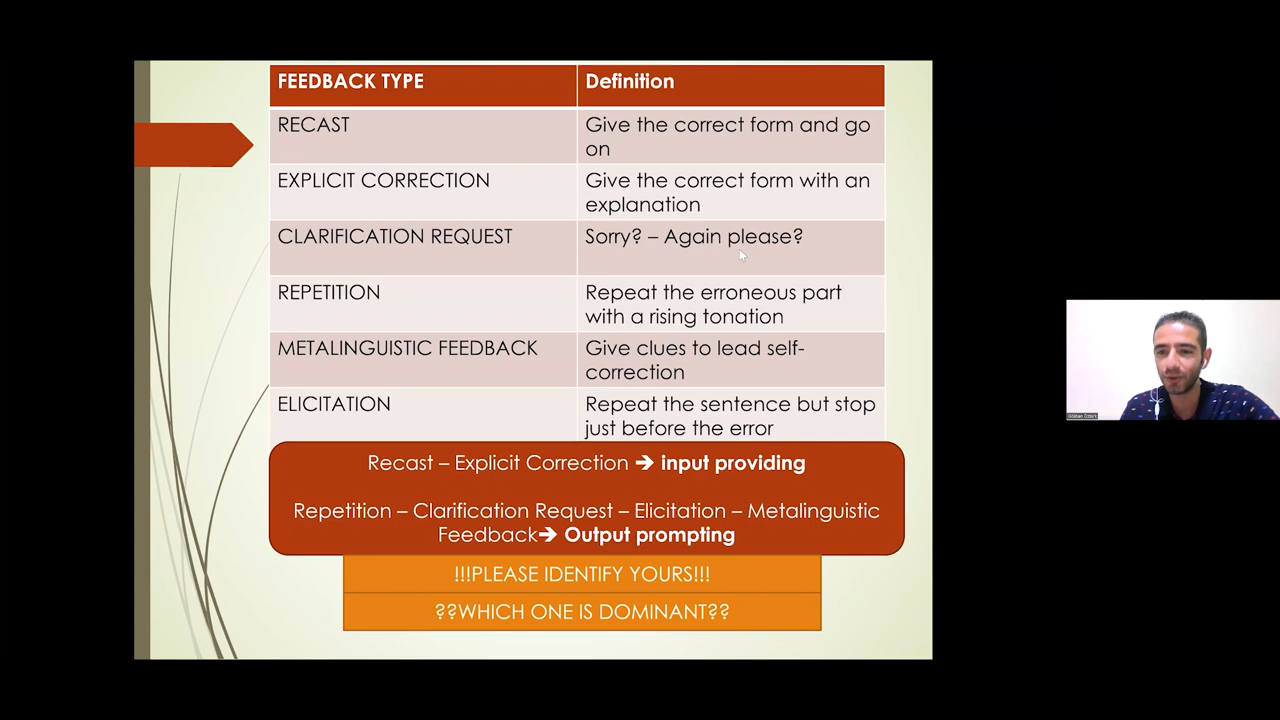 FEEDBACK TYPE
Definition
RECAST
Give the correct form and go
on
EXPLICIT CORRECTION
Give the correct form with an
explanation
CLARIFICATION REQUEST
Sorry? – Again please?
REPETITION
Repeat the erroneous part
with a rising tonation
METALINGUISTIC FEEDBACK
Give clues to lead self-
correction
ELICITATION
Repeat the sentence but stop
just before the error
Recast – Explicit Correction ➔ input providing
Repetition – Clarification Request – Elicitation – Metalinguistic
Feedback➔ Output prompting
!!!PLEASE IDENTIFY YOURS!!!
??WHICH ONE IS DOMINANT??
Gökhan Öztürk